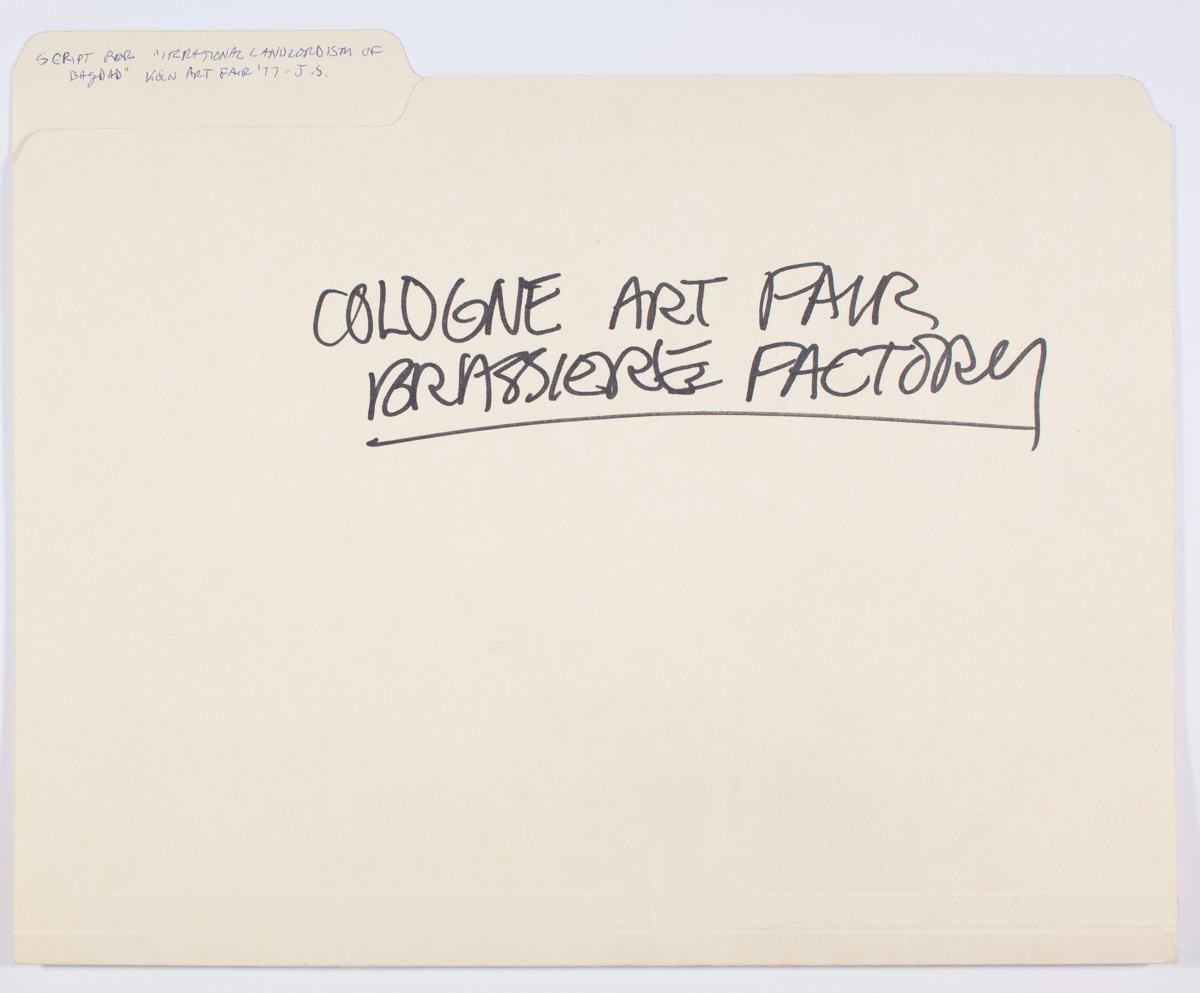 SCRIPT FOR "IRRATIONAL LANDLORDISM OF
BAGDAD" KÖLN ART FAIR '77 - J.S.
COLOGNE ART FAIR
BRASSIERE FACTORY